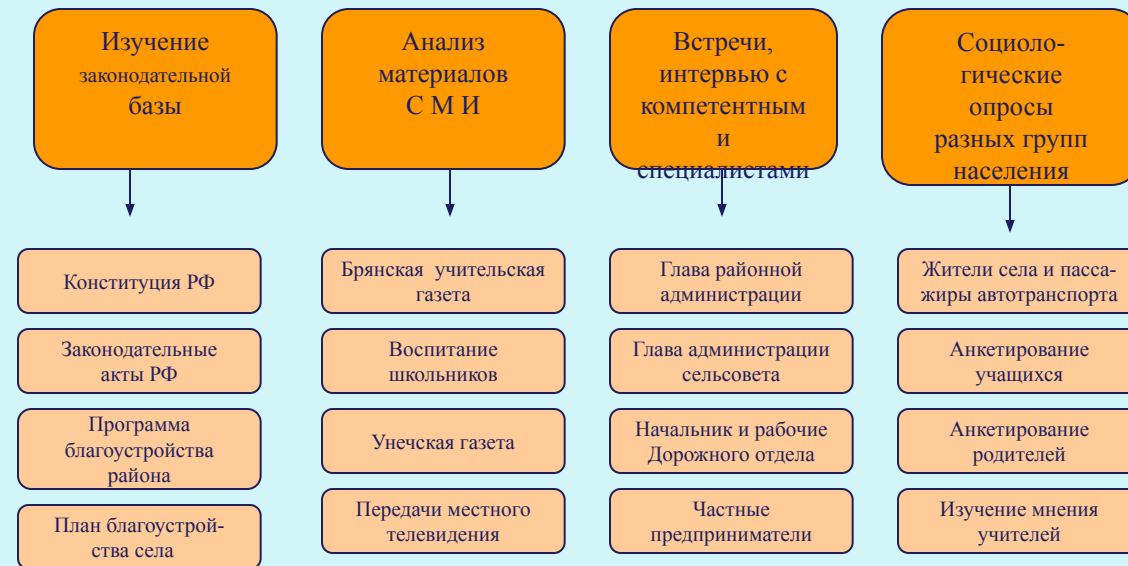 Изучение
законодательной
базы
Анализ
материалов
С М И
Встречи,
интервью с
компетентным
и
специалистами
Социоло-
гические
опросы
разных групп
населения
Конституция РФ
Законодательные
акты РФ
Программа
благоустройства
района
План благоустрой-
ства села
Брянская учительская
газета
Воспитание
школьников
Унечская газета
Передачи местного
телевидения
Глава районной
администрации
Глава администрации
сельсовета
Начальник и рабочие
Дорожного отдела
Частные
предприниматели
Жители села и пасса-
жиры автотранспорта
Анкетирование
учащихся
Анкетирование
родителей
Изучение мнения
учителей